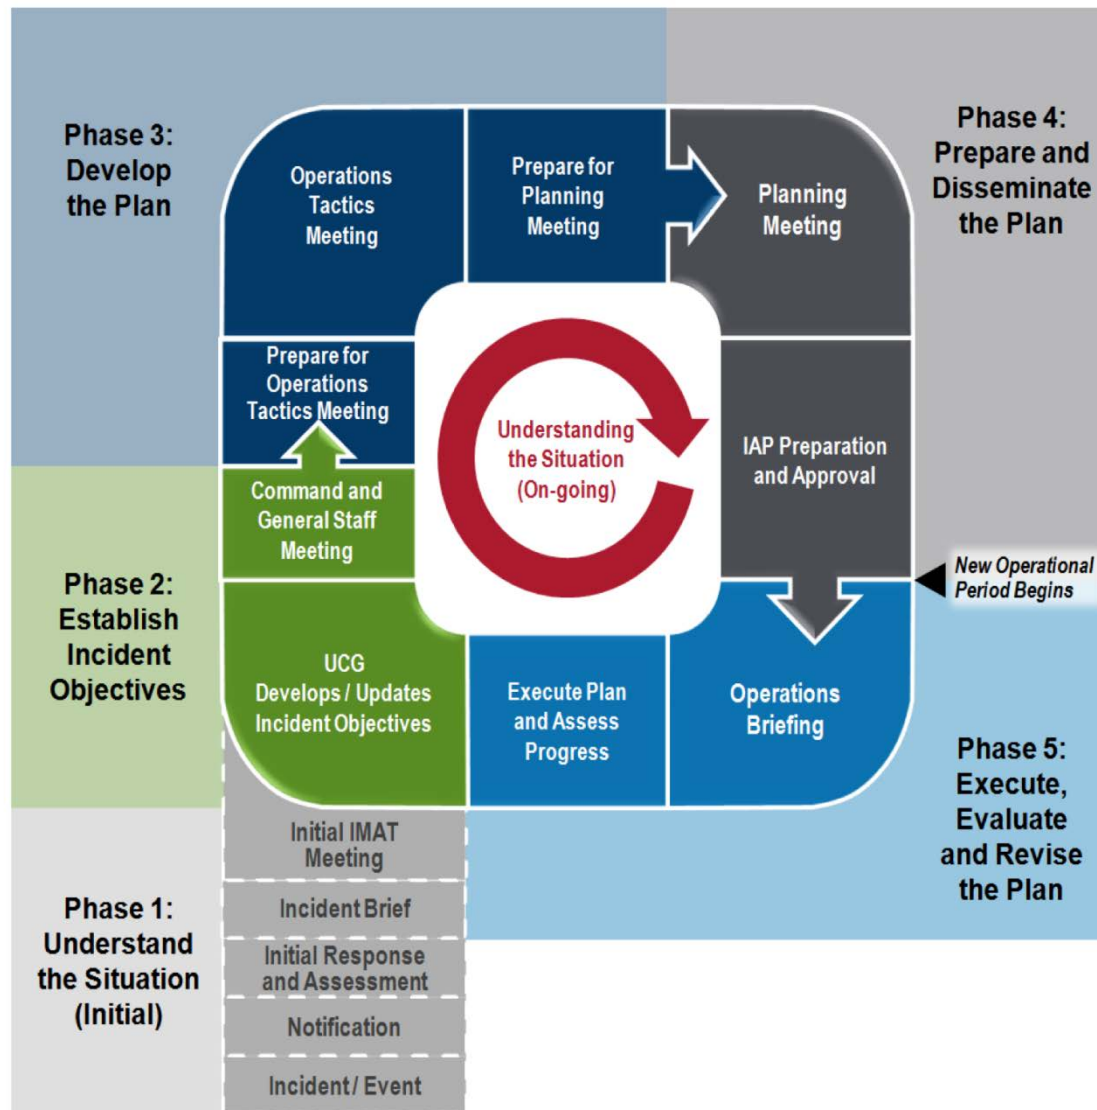 Phase 3:
Develop
the Plan
Operations
Tactics
Meeting
Prepare for
Planning
Meeting
Planning
Meeting
Phase 4:
Prepare and
Disseminate
the Plan
Prepare for
Operations
Tactics Meeting
Understanding
the Situation
(On-going)
IAP Preparation
and Approval
Command and
General Staff
Meeting
New Operational
Period Begins
Phase 2:
Establish
Incident
Objectives
UCG
Develops / Updates
Incident Objectives
Execute Plan
and Assess
Progress
Operations
Briefing
Phase 5:
Execute,
Evaluate
and Revise
the Plan
Phase 1:
Understand
the Situation
(Initial)
Initial IMAT
Meeting
Incident Brief
Initial Response
and Assessment
Notification
Incident / Event